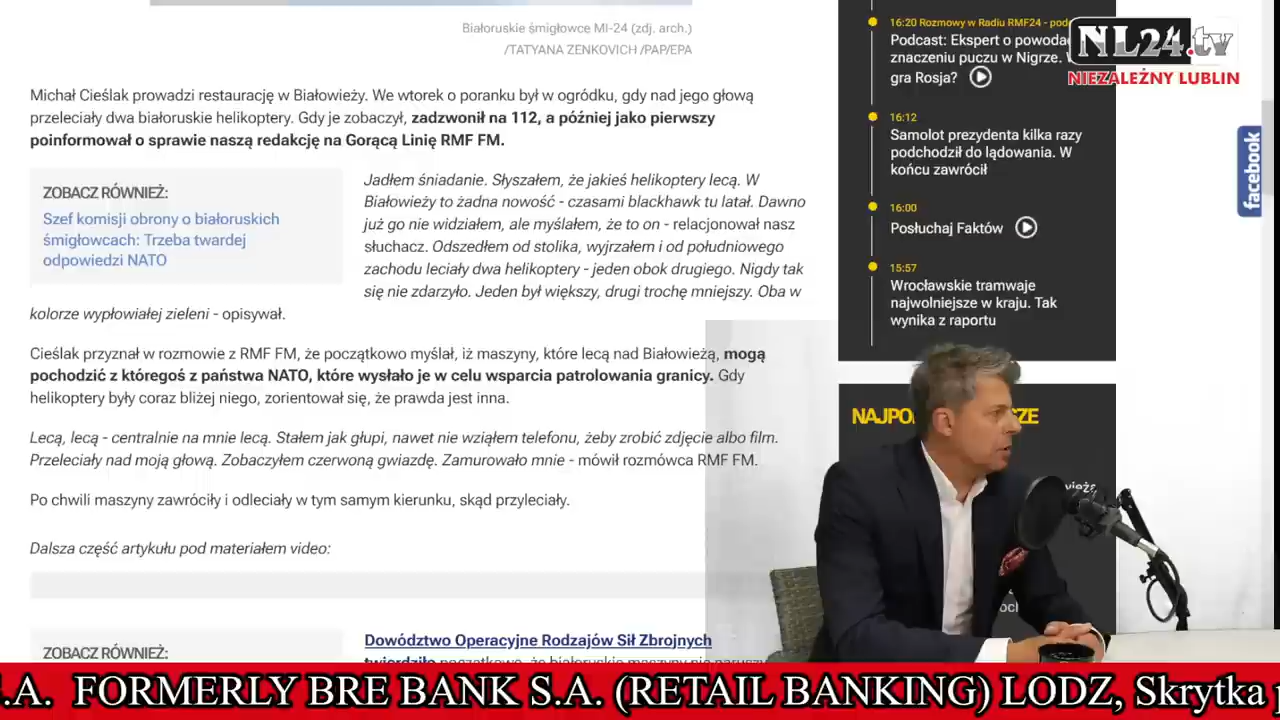 Białoruskie śmigłowce MI-24 (zdj. arch.)
/TATYANA ZENKOVICH /PAP/EPA
Michał Cieślak prowadzi restaurację w Białowieży. We wtorek o poranku był w ogródku, gdy nad jego głową
przeleciały dwa białoruskie helikoptery. Gdy je zobaczył, zadzwonił na 112, a później jako pierwszy
poinformował o sprawie naszą redakcję na Gorącą Linię RMF FM.
ZOBACZ RÓWNIEŻ:
Szef komisji obrony o białoruskich
śmigłowcach: Trzeba twardej
odpowiedzi NATO
Jadłem śniadanie. Słyszałem, że jakieś helikoptery lecą. W
Białowieży to żadna nowość - czasami blackhawk tu latał. Dawno
już go nie widziałem, ale myślałem, że to on - relacjonował nasz
słuchacz. Odszedłem od stolika, wyjrzałem i od południowego
zachodu leciały dwa helikoptery - jeden obok drugiego. Nigdy tak
się nie zdarzyło. Jeden był większy, drugi trochę mniejszy. Oba w
kolorze wypłowiałej zieleni - opisywał.
Cieślak przyznał w rozmowie z RMF FM, że początkowo myślał, iż maszyny, które lecą nad Białowieżą, mogą
pochodzić z któregoś z państwa NATO, które wysłało je w celu wsparcia patrolowania granicy. Gdy
helikoptery były coraz bliżej niego, zorientował się, że prawda jest inna.
Lecą, lecą - centralnie na mnie lecą. Stałem jak głupi, nawet nie wziąłem telefonu, żeby zrobić zdjęcie albo film.
Przeleciały nad moją głową. Zobaczyłem czerwoną gwiazdę. Zamurowało mnie - mówił rozmówca RMF FM.
Po chwili maszyny zawróciły i odleciały w tym samym kierunku, skąd przyleciały.
Dalsza część artykułu pod materiałem video:
ZOBACZ RÓWNIEŻ:
Dowództwo Operacyjne Rodzajów Sił Zbrojnych
twierdziło początkowo, że białoruskie maszyny nie
16:20 Rozmowy w Radiu RMF24 -
Podcast: Ekspert o
znaczeniu puczu w Nigrze.
gra Rosja?
16:12
Samolot prezydenta kilka razy
podchodził do lądowania. W
końcu zawrócił
16:00
Posłuchaj Faktów
15:57
Wrocławskie tramwaje
najwolniejsze w kraju. Tak
wynika z raportu
NL24.tv
NIEZALEŻNY LUBLIN
facebook
S.A. FORMERLY BRE BANK S.A. (RETAIL BANKING) LODZ, Skrytka